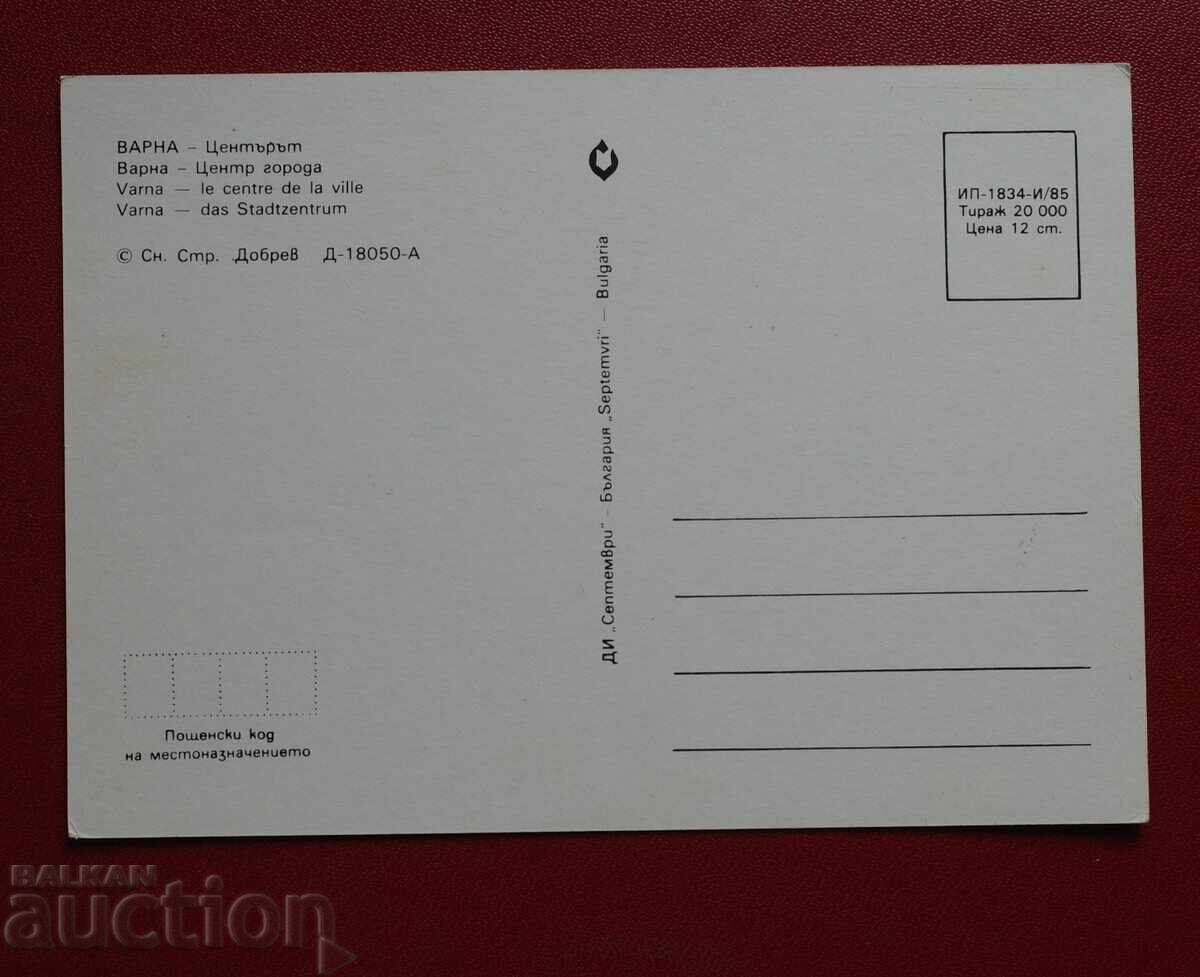 ВАРНА – Центърът
Варна – Центр города
Varna — le centre de la ville
Varna — das Stadtzentrum
© Сн. Стр. Добрев Д-18050-А
ДИ „Септември" – България „Septemvri" — Bulgaria
ИП-1834-И/85
Тираж 20 000
Цена 12 ст.
Пощенски код
на местоназначението
BALKAN
auction